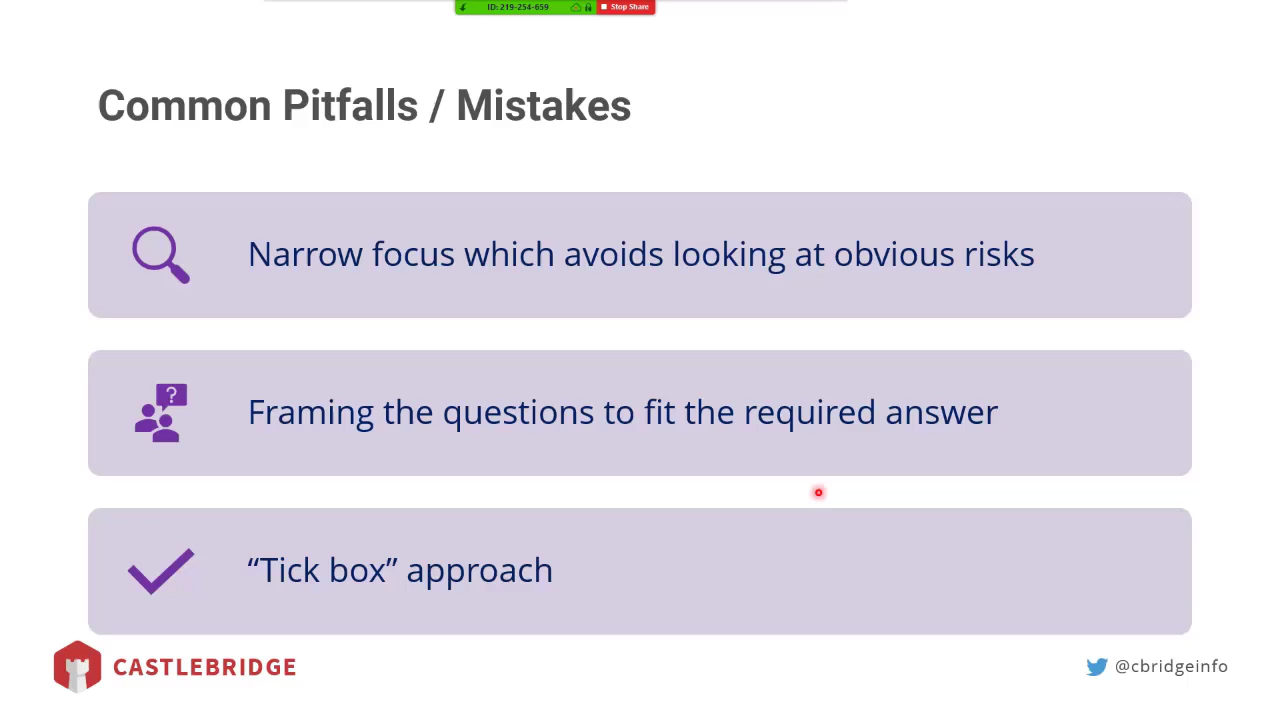 ID: 219-254-659 Stop Share
Common Pitfalls / Mistakes
Narrow focus which avoids looking at obvious risks
?
Framing the questions to fit the required answer
“Tick box” approach
CASTLEBRIDGE
@cbridgeinfo